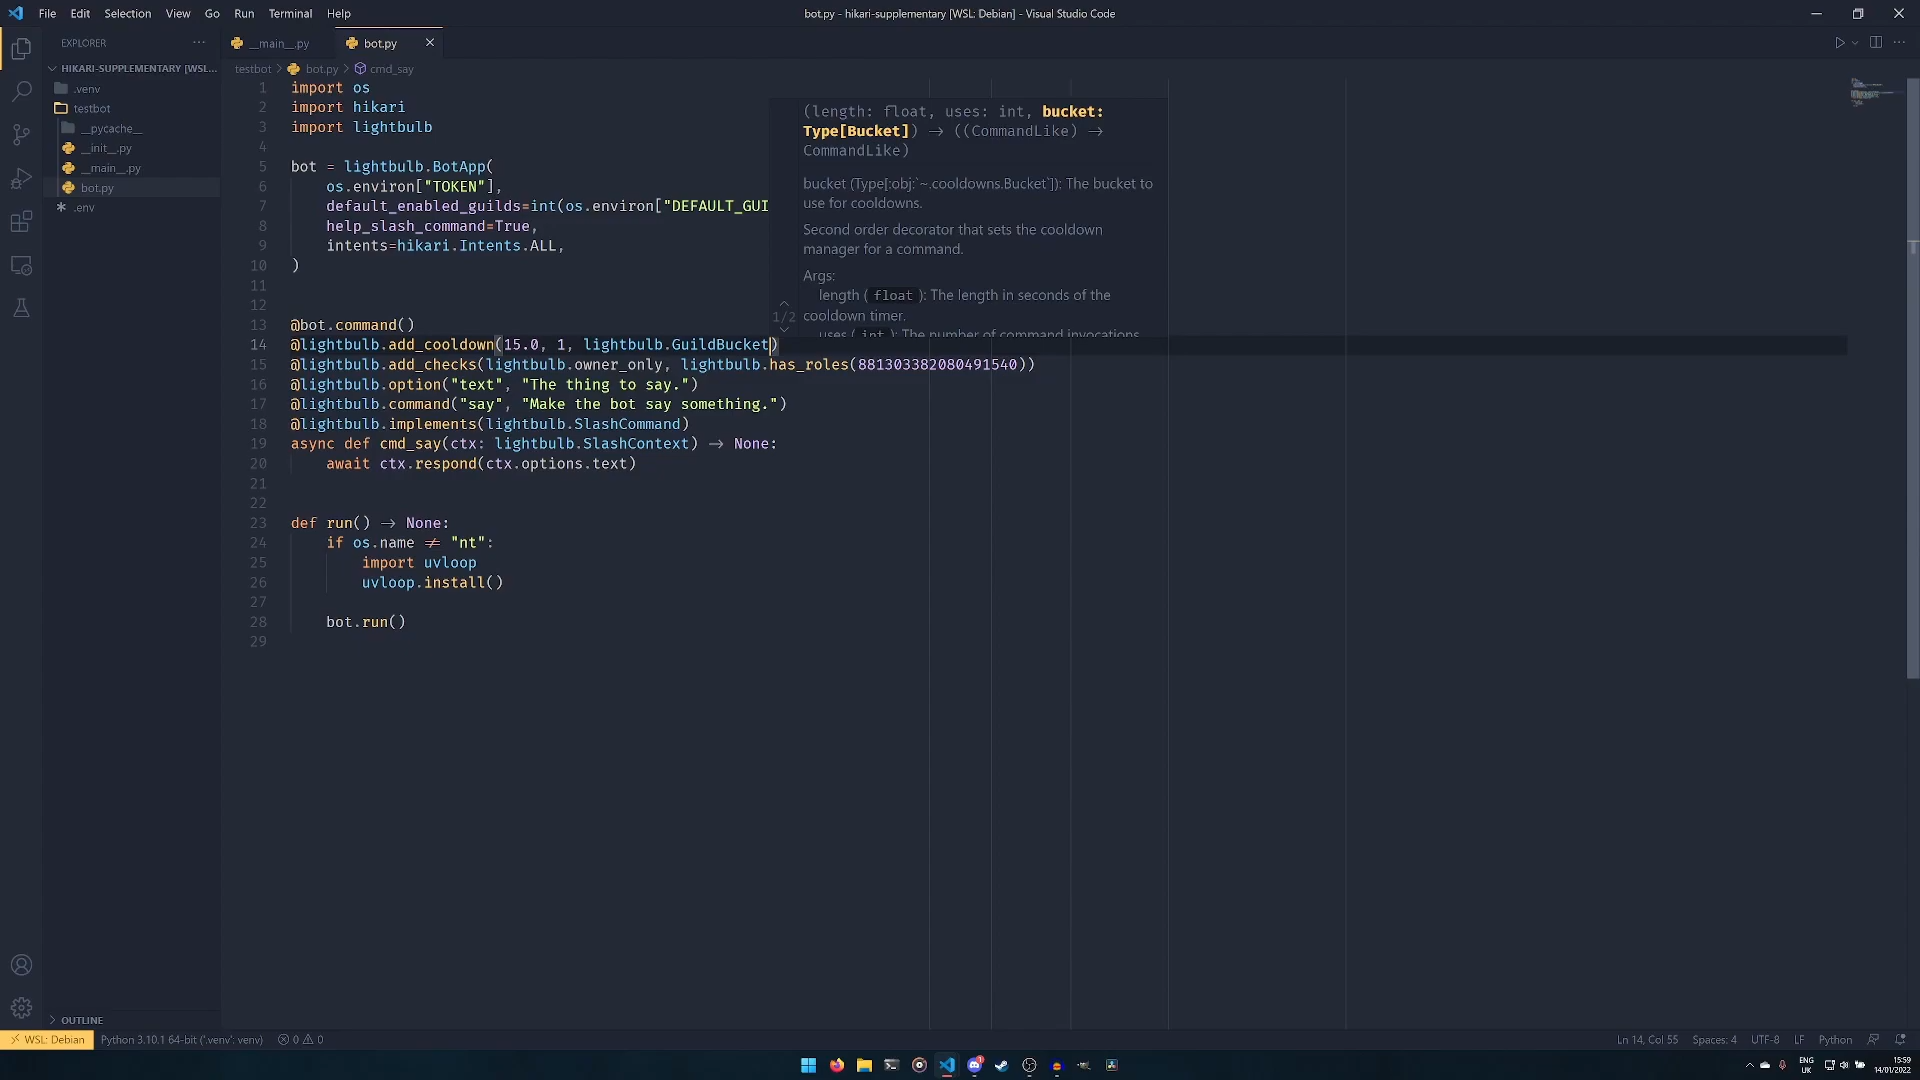 File Edit Selection View Go Run Terminal Help
bot.py - hikari-supplementary [WSL: Debian] - Visual Studio Code
EXPLORER
HIKARI-SUPPLEMENTARY [WSL...
.venv
testbot
__pycache__
__init__.py
__main__.py
bot.py
.env
OUTLINE
__main__.py
bot.py
testbot > bot.py > cmd_say
1 import os
2 import hikari
3 import lightbulb
4
5 bot = lightbulb.BotApp(
6 os.environ["TOKEN"],
7 default_enabled_guilds=int(os.environ["DEFAULT_GUI
8 help_slash_command=True,
9 intents=hikari.Intents.ALL,
10 )
11
12
13 @bot.command()
14 @lightbulb.add_cooldown(15.0, 1, lightbulb.GuildBucket)
15 @lightbulb.add_checks(lightbulb.owner_only, lightbulb.has_roles(881303382080491540))
16 @lightbulb.option("text", "The thing to say.")
17 @lightbulb.command("say", "Make the bot say something.")
18 @lightbulb.implements(lightbulb.SlashCommand)
19 async def cmd_say(ctx: lightbulb.SlashContext) -> None:
20 await ctx.respond(ctx.options.text)
21
22
23 def run() -> None:
24 if os.name != "nt":
25 import uvloop
26 uvloop.install()
27
28 bot.run()
29
(length: float, uses: int, bucket:
Type[Bucket]) -> ((CommandLike) ->
CommandLike)
bucket (Type[:obj:`~.cooldowns.Bucket`]): The bucket to
use for cooldowns.
Second order decorator that sets the cooldown
manager for a command.
Args:
length ( float ): The length in seconds of the
cooldown timer.
uses ( int ): The number of command invocations
1/2
WSL: Debian
Python 3.10.1 64-bit ('.venv': venv)
0 0
Ln 14, Col 55
Spaces: 4
UTF-8
LF
Python
1
ENG
UK
15:59
14/01/2022